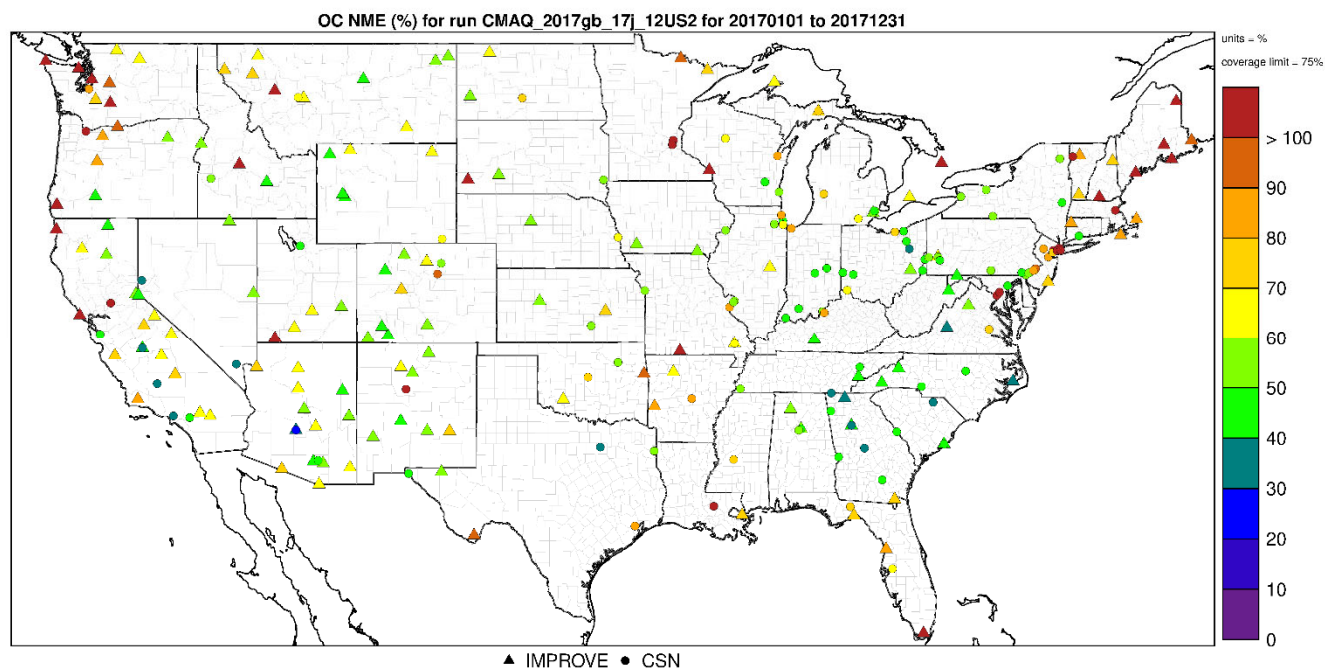 OC NME (%) for run CMAQ_2017gb_17j_12US2 for 20170101 to 20171231
units = %
coverage limit = 75%
> 100
90
80
70
60
50
40
30
20
10
0
▲ IMPROVE ● CSN